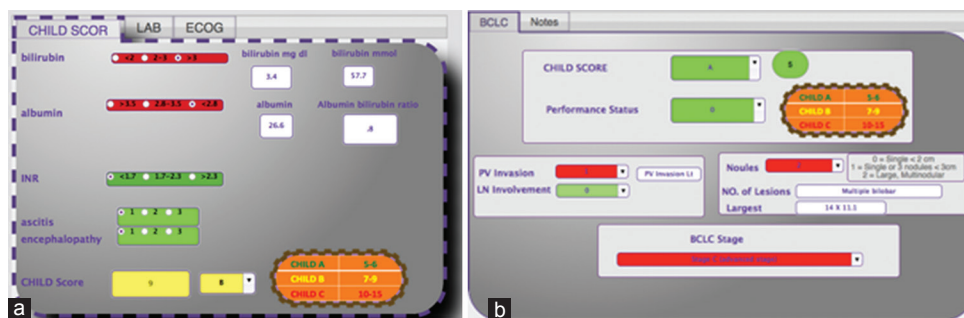 CHILD SCOR LAB ECOG
bilirubin <2 2-3 >3 bilirubin mg dl bilirubin mmol
3.4 57.7
albumin >3.5 2.8-3.5 <2.8 albumin Albumin bilirubin ratio
26.6 .8
INR <1.7 1.7-2.3 >2.3
ascitis 1 2 3
encephalopathy 1 2 3
CHILD Score 9 B
CHILD A 5-6
CHILD B 7-9
CHILD C 10-15
a
BCLC Notes
CHILD SCORE A 5
Performance Status 0
CHILD A 5-6
CHILD B 7-9
CHILD C 10-15
PV Invasion PV Invasion Lt
LN Involvement 0
Noules
0 = Single < 2 cm
1 = Single or 3 nodules < 3cm
2 = Large, Multinodular
NO. of Lesions Multiple bilobar
Largest 14 X 11.1
BCLC Stage
Stage C (advanced stage)
b